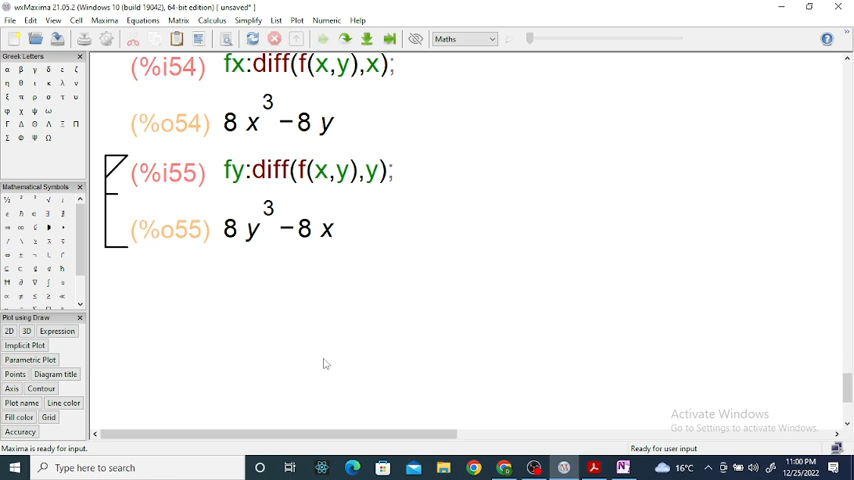 wxMaxima 21.05.2 (Windows 10 (build 19042), 64-bit edition) [ unsaved* ]
File Edit View Cell Maxima Equations Matrix Calculus Simplify List Plot Numeric Help
Maths
Greek Letters
α β γ δ ε ζ
η θ ι κ λ ν
ξ π ρ σ τ υ
φ χ ψ ω
Γ Δ Θ Λ Ξ Π
Σ Φ Ψ Ω
Mathematical Symbols
Plot using Draw
2D 3D Expression
Implicit Plot
Parametric Plot
Points Diagram title
Axis Contour
Plot name Line color
Fill color Grid
Accuracy
(%i54) fx:diff(f(x,y),x);
(%o54) 8 x³ − 8 y
(%i55) fy:diff(f(x,y),y);
(%o55) 8 y³ − 8 x
Activate Windows
Go to Settings to activate Windows.
Maxima is ready for input.
Ready for user input
Type here to search
16°C
11:00 PM
12/25/2022